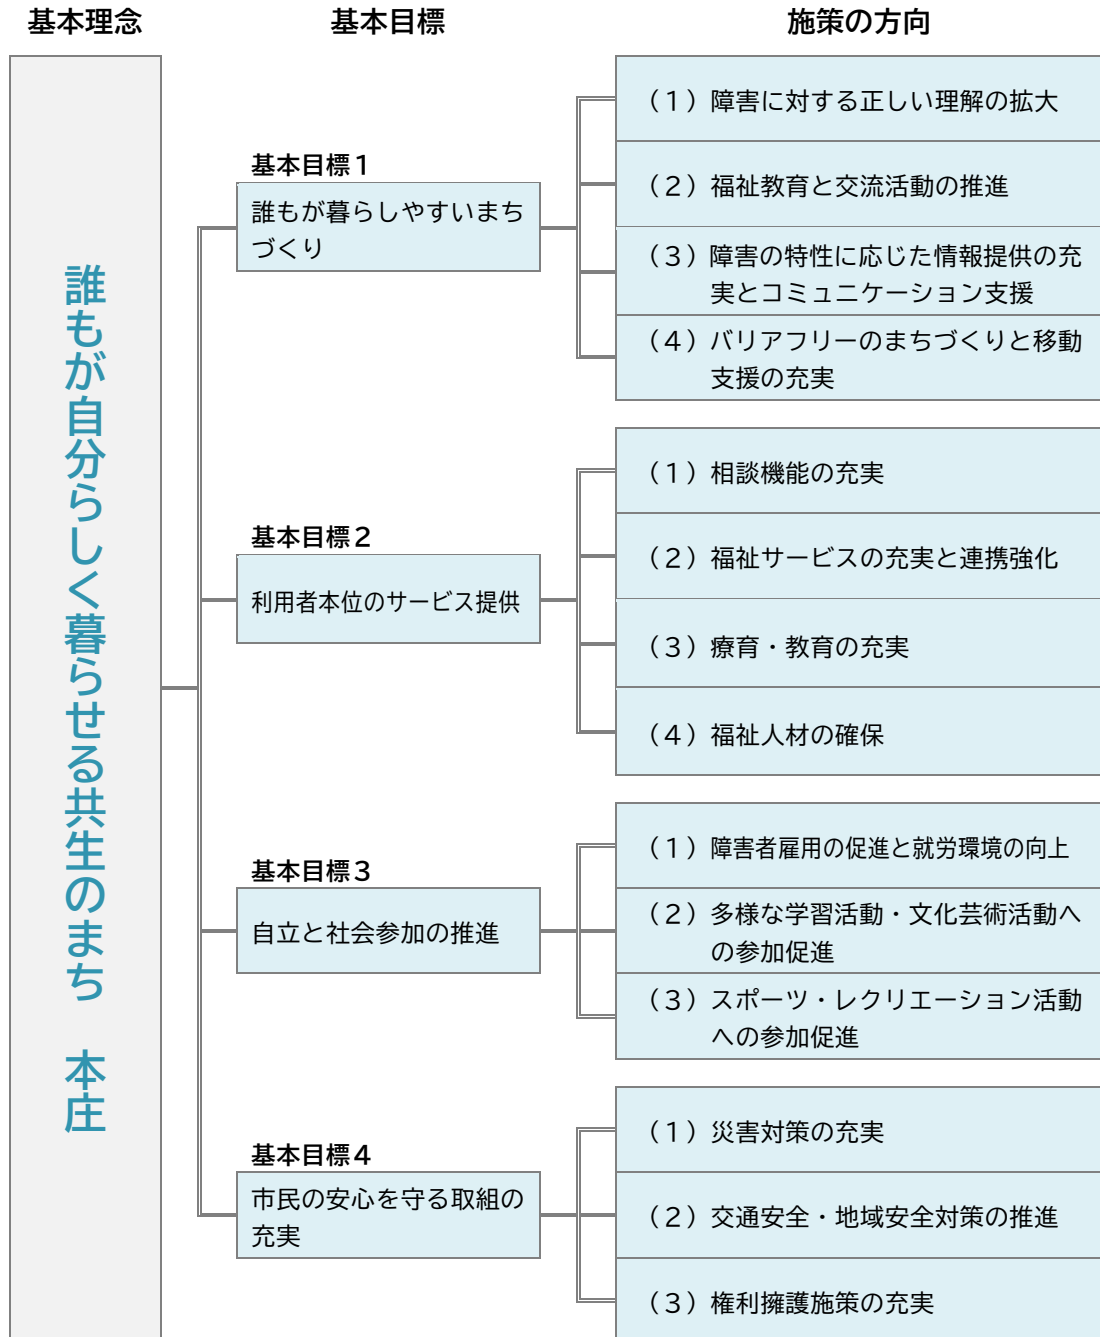 基本理念
基本目標
施策の方向
誰もが自分らしく暮らせる共生のまち　本庄
基本目標１
誰もが暮らしやすいまち
づくり
（１）障害に対する正しい理解の拡大
（２）福祉教育と交流活動の推進
（３）障害の特性に応じた情報提供の充
実とコミュニケーション支援
（４）バリアフリーのまちづくりと移動
支援の充実
基本目標２
利用者本位のサービス提供
（１）相談機能の充実
（２）福祉サービスの充実と連携強化
（３）療育・教育の充実
（４）福祉人材の確保
基本目標３
自立と社会参加の推進
（１）障害者雇用の促進と就労環境の向上
（２）多様な学習活動・文化芸術活動へ
の参加促進
（３）スポーツ・レクリエーション活動
への参加促進
基本目標４
市民の安心を守る取組の
充実
（１）災害対策の充実
（２）交通安全・地域安全対策の推進
（３）権利擁護施策の充実